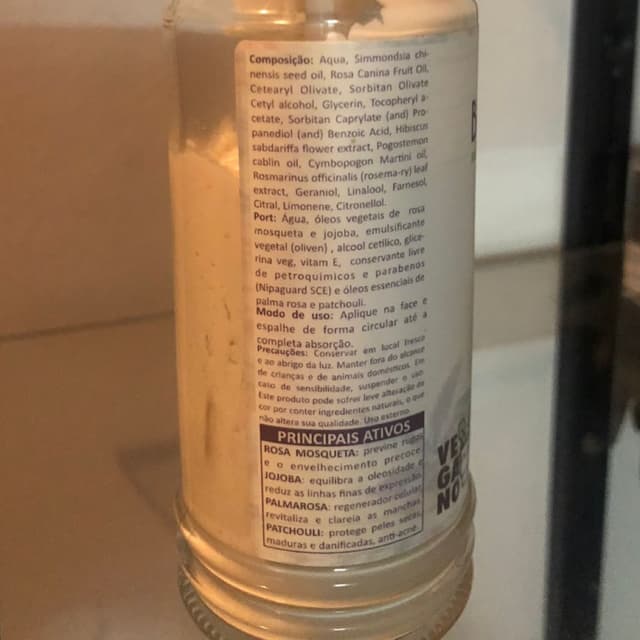 Composição: Aqua, Simmondsia chi-
nensis seed oil, Rosa Canina Fruit Oil,
Cetearyl Olivate, Sorbitan Olivate
Cetyl alcohol, Glycerin, Tocopheryl a-
cetate, Sorbitan Caprylate (and) Pro-
panediol (and) Benzoic Acid, Hibiscus
sabdariffa flower extract, Pogostemon
cablin oil, Cymbopogon Martini oil,
Rosmarinus officinalis (rosema-ry) leaf
extract, Geraniol, Linalool, Farnesol,
Citral, Limonene, Citronellol.
Port: Água, óleos vegetais de rosa
mosqueta e jojoba, emulsificante
vegetal (oliven) , alcool cetílico, glice-
rina veg, vitam E, conservante livre
de petroquimicos e parabenos
(Nipaguard SCE) e óleos essenciais de
palma rosa e patchouli.
Modo de uso: Aplique na face e
espalhe de forma circular até a
completa absorção.
Precauções: Conservar em local fresco
e ao abrigo da luz. Manter fora do alcance
de crianças e de animais domésticos. Em
caso de sensibilidade, suspender o uso.
Este produto pode sofrer leve alteração de
cor por conter ingredientes naturais, o que
não altera sua qualidade. Uso externo.
PRINCIPAIS ATIVOS
ROSA MOSQUETA: previne rugas
e o envelhecimento precoce
JOJOBA: equilibra a oleosidade e
reduz as linhas finas de expressão
PALMAROSA: regenerador celular,
revitaliza e clareia as manchas
PATCHOULI: protege peles secas,
maduras e danificadas, anti-acne